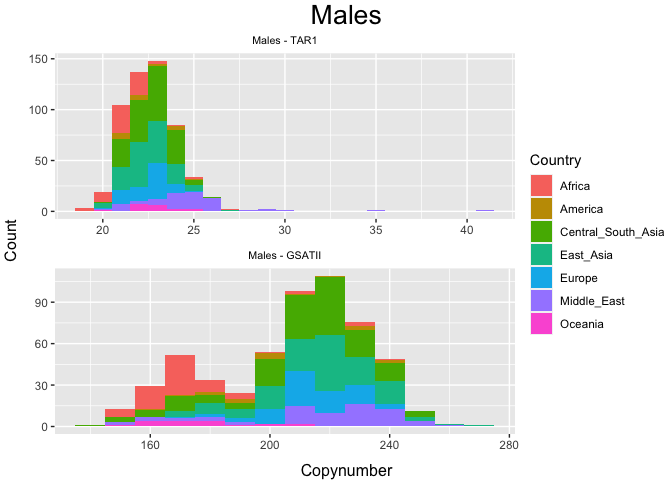 Males
Males - TAR1
150
100
50
0
20
25
30
35
40
Count
Males - GSATII
90
60
30
0
160
200
240
280
Copynumber
Country
Africa
America
Central_South_Asia
East_Asia
Europe
Middle_East
Oceania